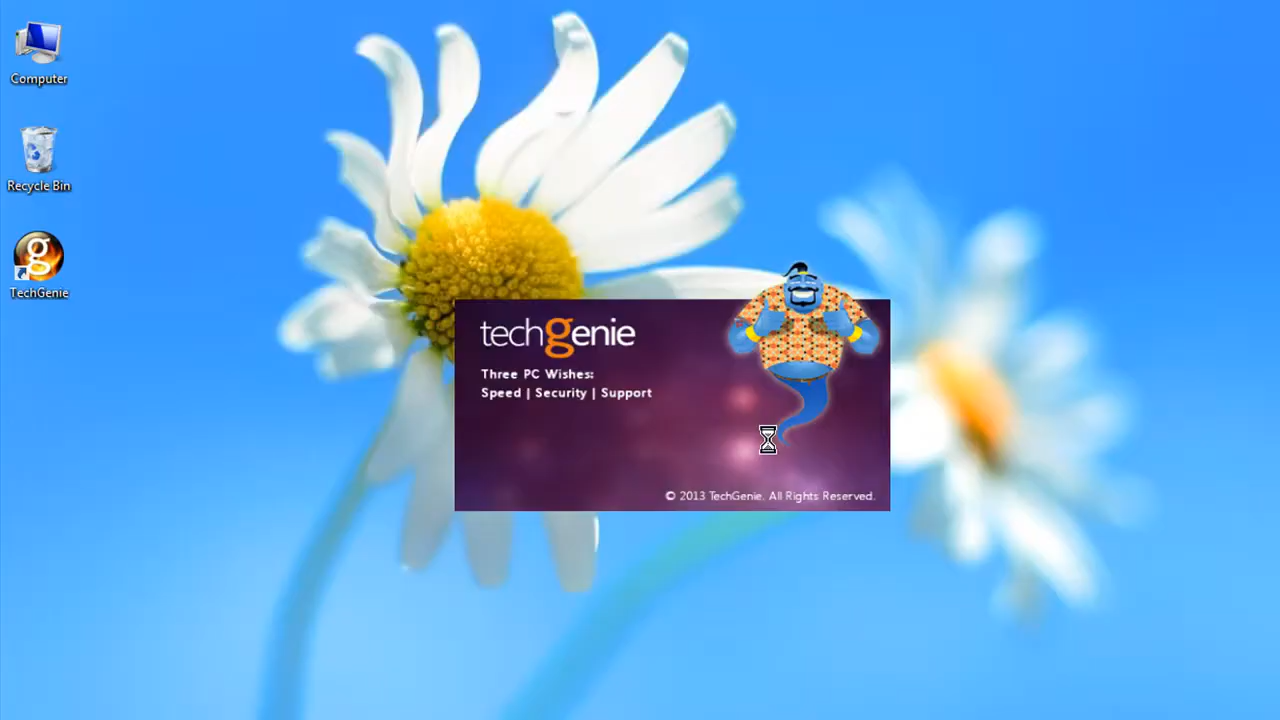 Computer
Recycle Bin
TechGenie
techgenie
Three PC Wishes:
Speed | Security | Support
© 2013 TechGenie. All Rights Reserved.